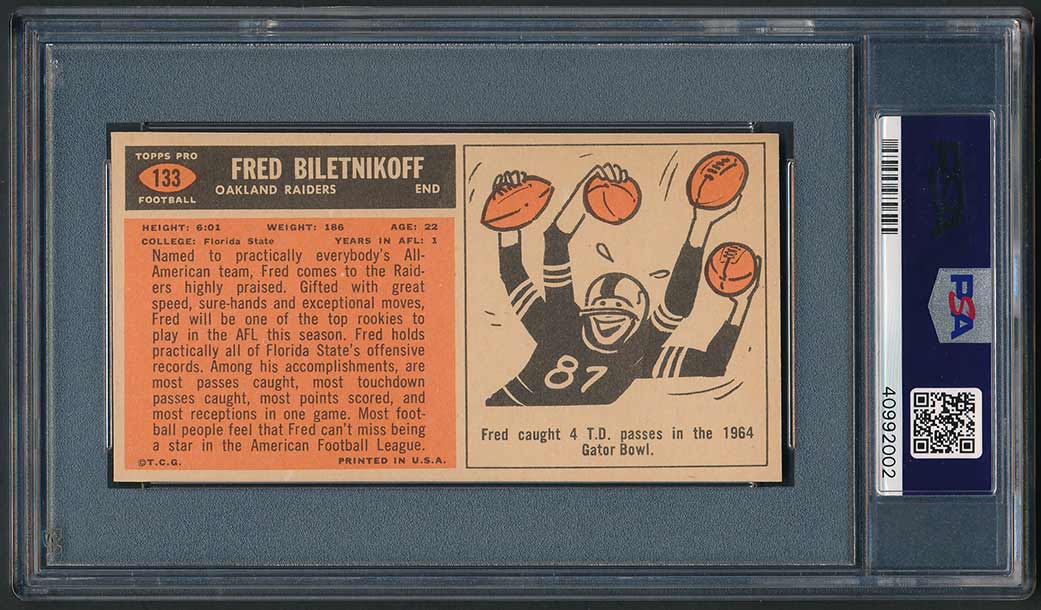 TOPPS PRO
133
FOOTBALL
FRED BILETNIKOFF
OAKLAND RAIDERS END
HEIGHT: 6:01 WEIGHT: 186 AGE: 22
COLLEGE: Florida State YEARS IN AFL: 1
Named to practically everybody's All-
American team, Fred comes to the Raid-
ers highly praised. Gifted with great
speed, sure-hands and exceptional moves,
Fred will be one of the top rookies to
play in the AFL this season. Fred holds
practically all of Florida State's offensive
records. Among his accomplishments, are
most passes caught, most touchdown
passes caught, most points scored, and
most receptions in one game. Most foot-
ball people feel that Fred can't miss being
a star in the American Football League.
©T.C.G. PRINTED IN U.S.A.
87
Fred caught 4 T.D. passes in the 1964
Gator Bowl.
PSA
PSA
40992002